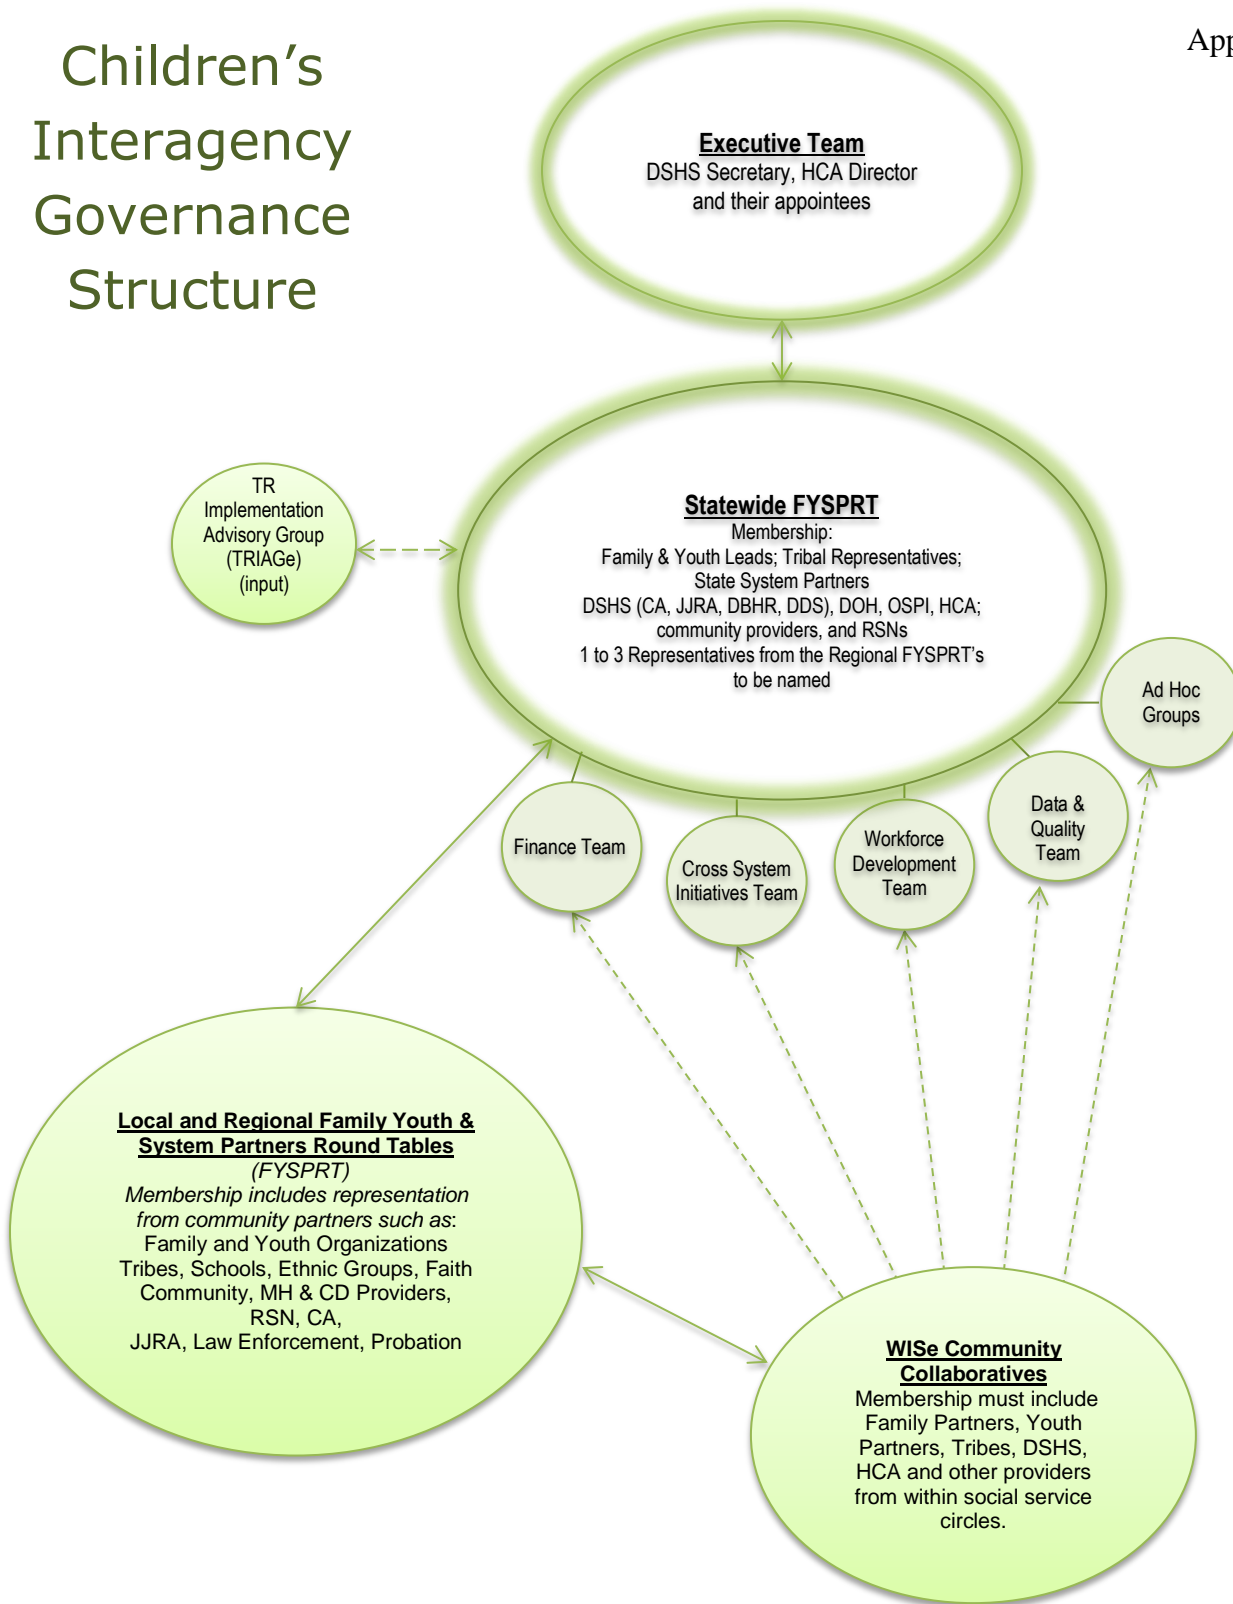 Children's
Interagency
Governance
Structure
App
Executive Team
DSHS Secretary, HCA Director
and their appointees
TR
Implementation
Advisory Group
(TRIAGe)
(input)
Statewide FYSPRT
Membership:
Family & Youth Leads; Tribal Representatives;
State System Partners
DSHS (CA, JJRA, DBHR, DDS), DOH, OSPI, HCA;
community providers, and RSNs
1 to 3 Representatives from the Regional FYSPRT's
to be named
Ad Hoc
Groups
Finance Team
Cross System
Initiatives Team
Workforce
Development
Team
Data &
Quality
Team
Local and Regional Family Youth &
System Partners Round Tables
(FYSPRT)
Membership includes representation
from community partners such as:
Family and Youth Organizations
Tribes, Schools, Ethnic Groups, Faith
Community, MH & CD Providers,
RSN, CA,
JJRA, Law Enforcement, Probation
WISe Community
Collaboratives
Membership must include
Family Partners, Youth
Partners, Tribes, DSHS,
HCA and other providers
from within social service
circles.